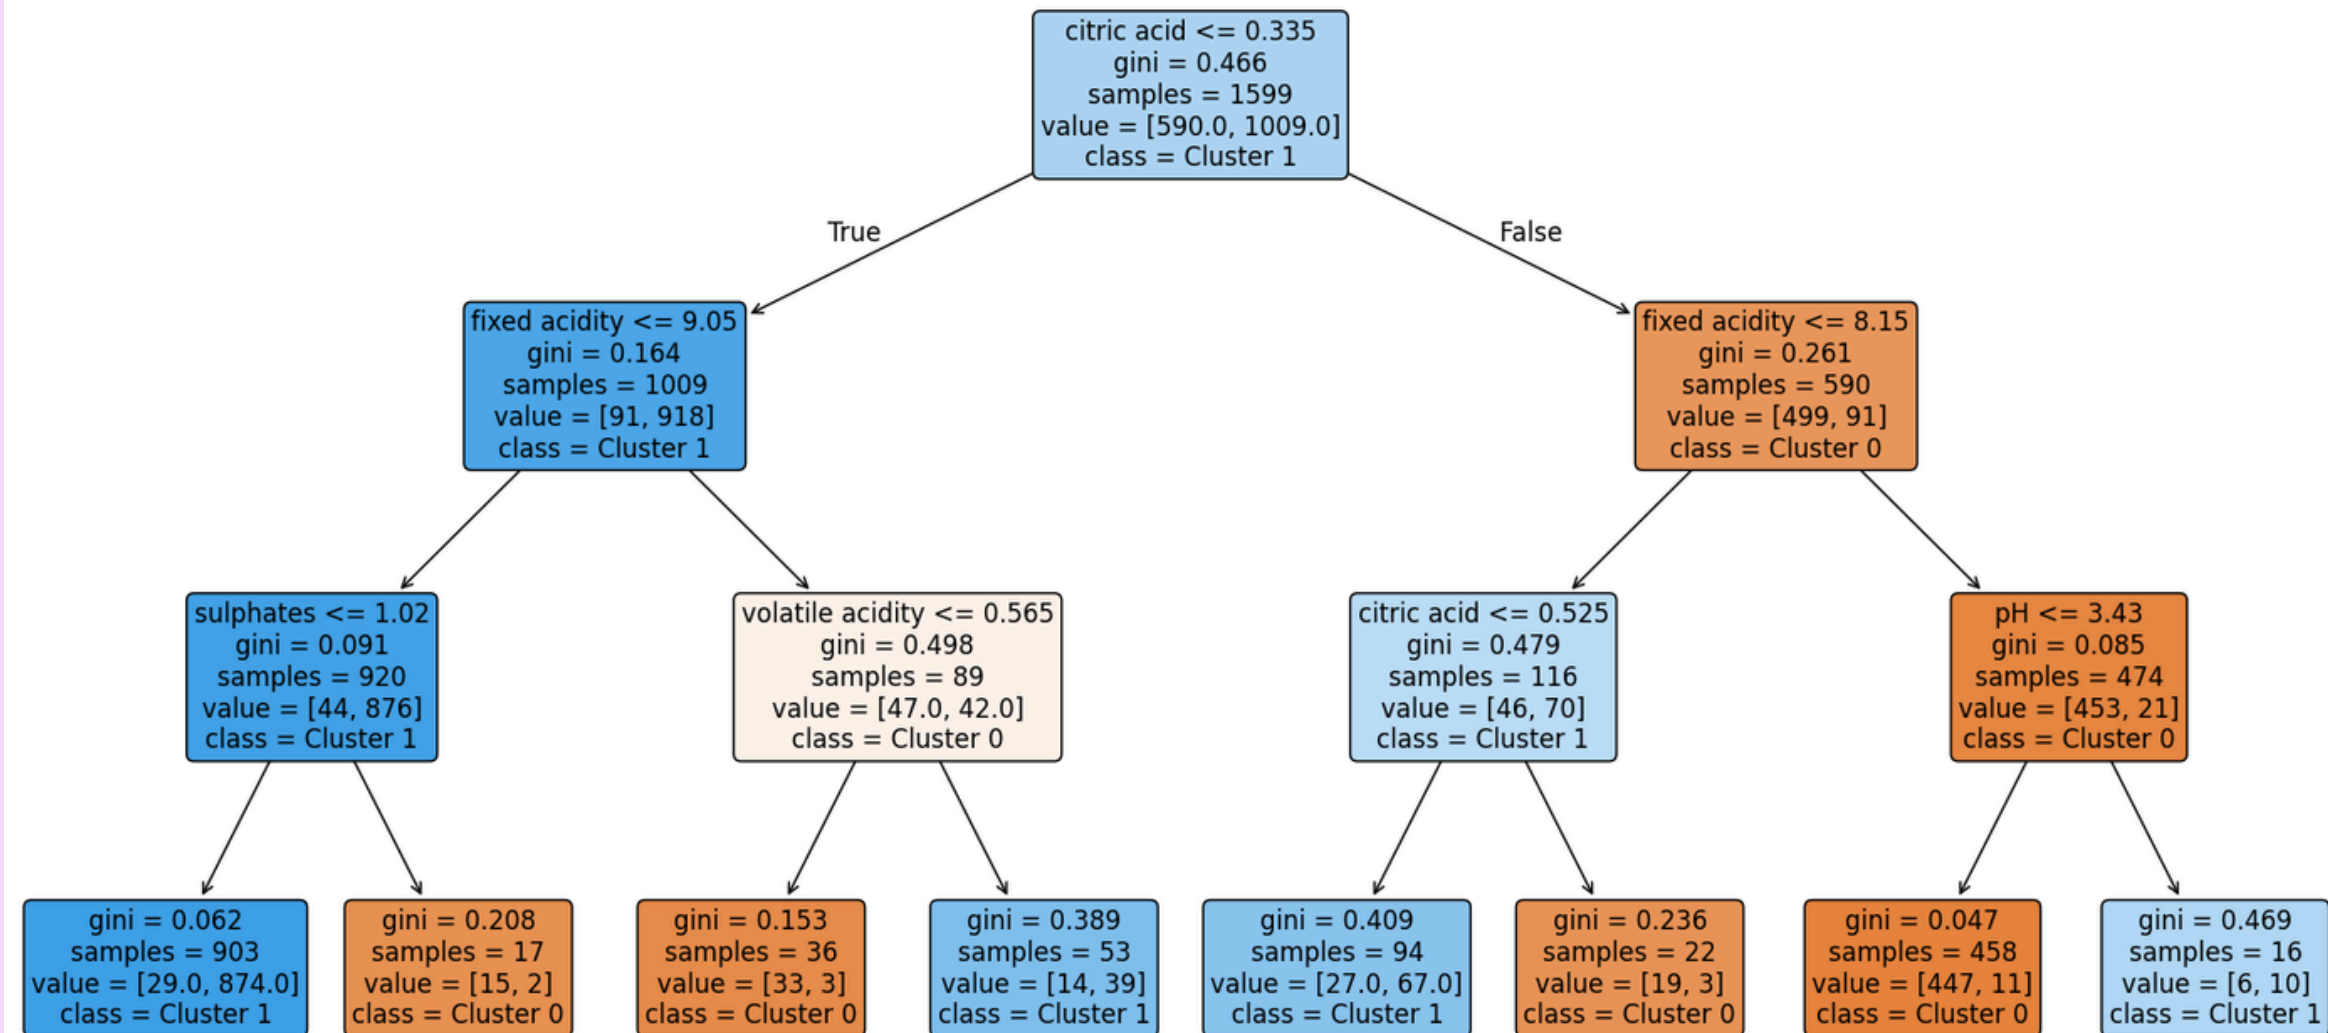 citric acid <= 0.335
gini = 0.466
samples = 1599
value = [590.0, 1009.0]
class = Cluster 1
True
False
fixed acidity <= 9.05
gini = 0.164
samples = 1009
value = [91, 918]
class = Cluster 1
fixed acidity <= 8.15
gini = 0.261
samples = 590
value = [499, 91]
class = Cluster 0
sulphates <= 1.02
gini = 0.091
samples = 920
value = [44, 876]
class = Cluster 1
volatile acidity <= 0.565
gini = 0.498
samples = 89
value = [47.0, 42.0]
class = Cluster 0
citric acid <= 0.525
gini = 0.479
samples = 116
value = [46, 70]
class = Cluster 1
pH <= 3.43
gini = 0.085
samples = 474
value = [453, 21]
class = Cluster 0
gini = 0.062
samples = 903
value = [29.0, 874.0]
class = Cluster 1
gini = 0.208
samples = 17
value = [15, 2]
class = Cluster 0
gini = 0.153
samples = 36
value = [33, 3]
class = Cluster 0
gini = 0.389
samples = 53
value = [14, 39]
class = Cluster 1
gini = 0.409
samples = 94
value = [27.0, 67.0]
class = Cluster 1
gini = 0.236
samples = 22
value = [19, 3]
class = Cluster 0
gini = 0.047
samples = 458
value = [447, 11]
class = Cluster 0
gini = 0.469
samples = 16
value = [6, 10]
class = Cluster 1